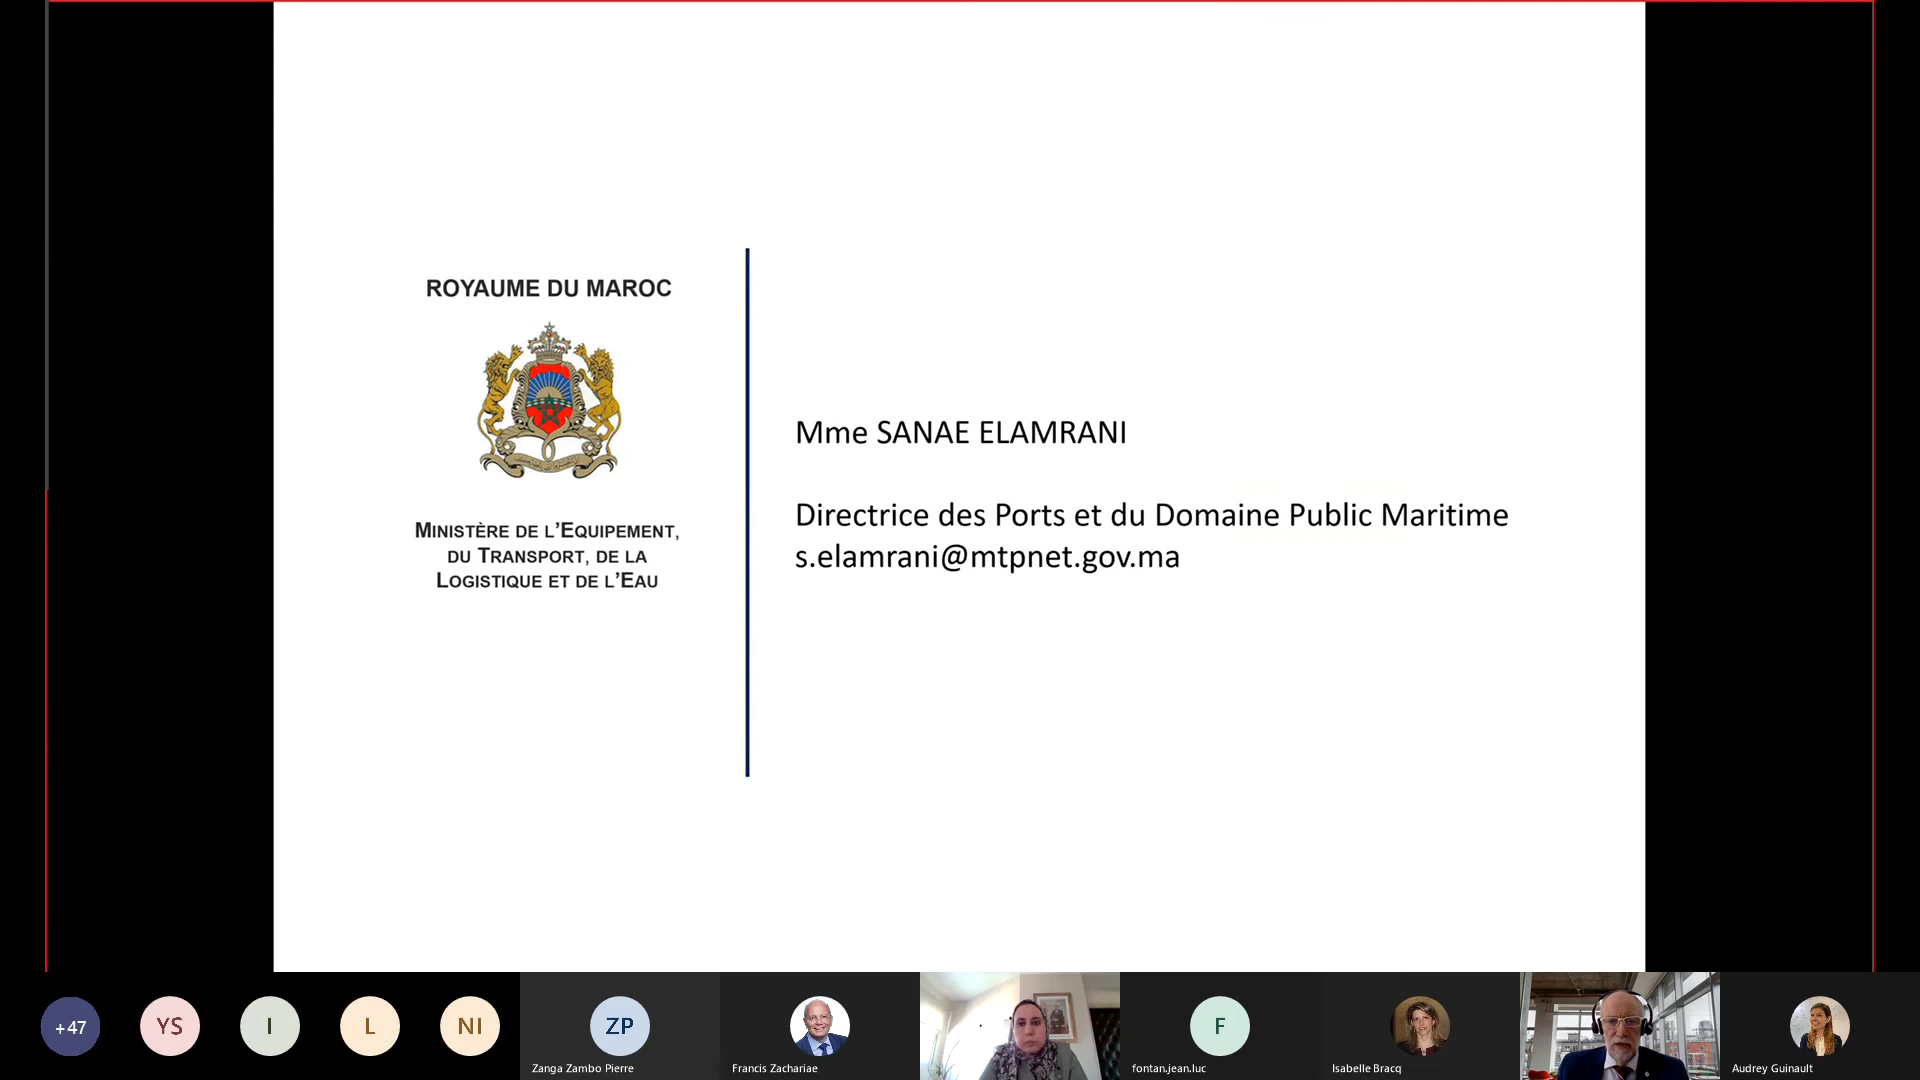 ROYAUME DU MAROC
MINISTÈRE DE L'EQUIPEMENT,
DU TRANSPORT, DE LA
LOGISTIQUE ET DE L'EAU
Mme SANAE ELAMRANI
Directrice des Ports et du Domaine Public Maritime
s.elamrani@mtpnet.gov.ma
+47
YS
I
L
NI
ZP
F
Zanga Zambo Pierre
Francis Zachariae
fontan.jean.luc
Isabelle Bracq
Audrey Guinault